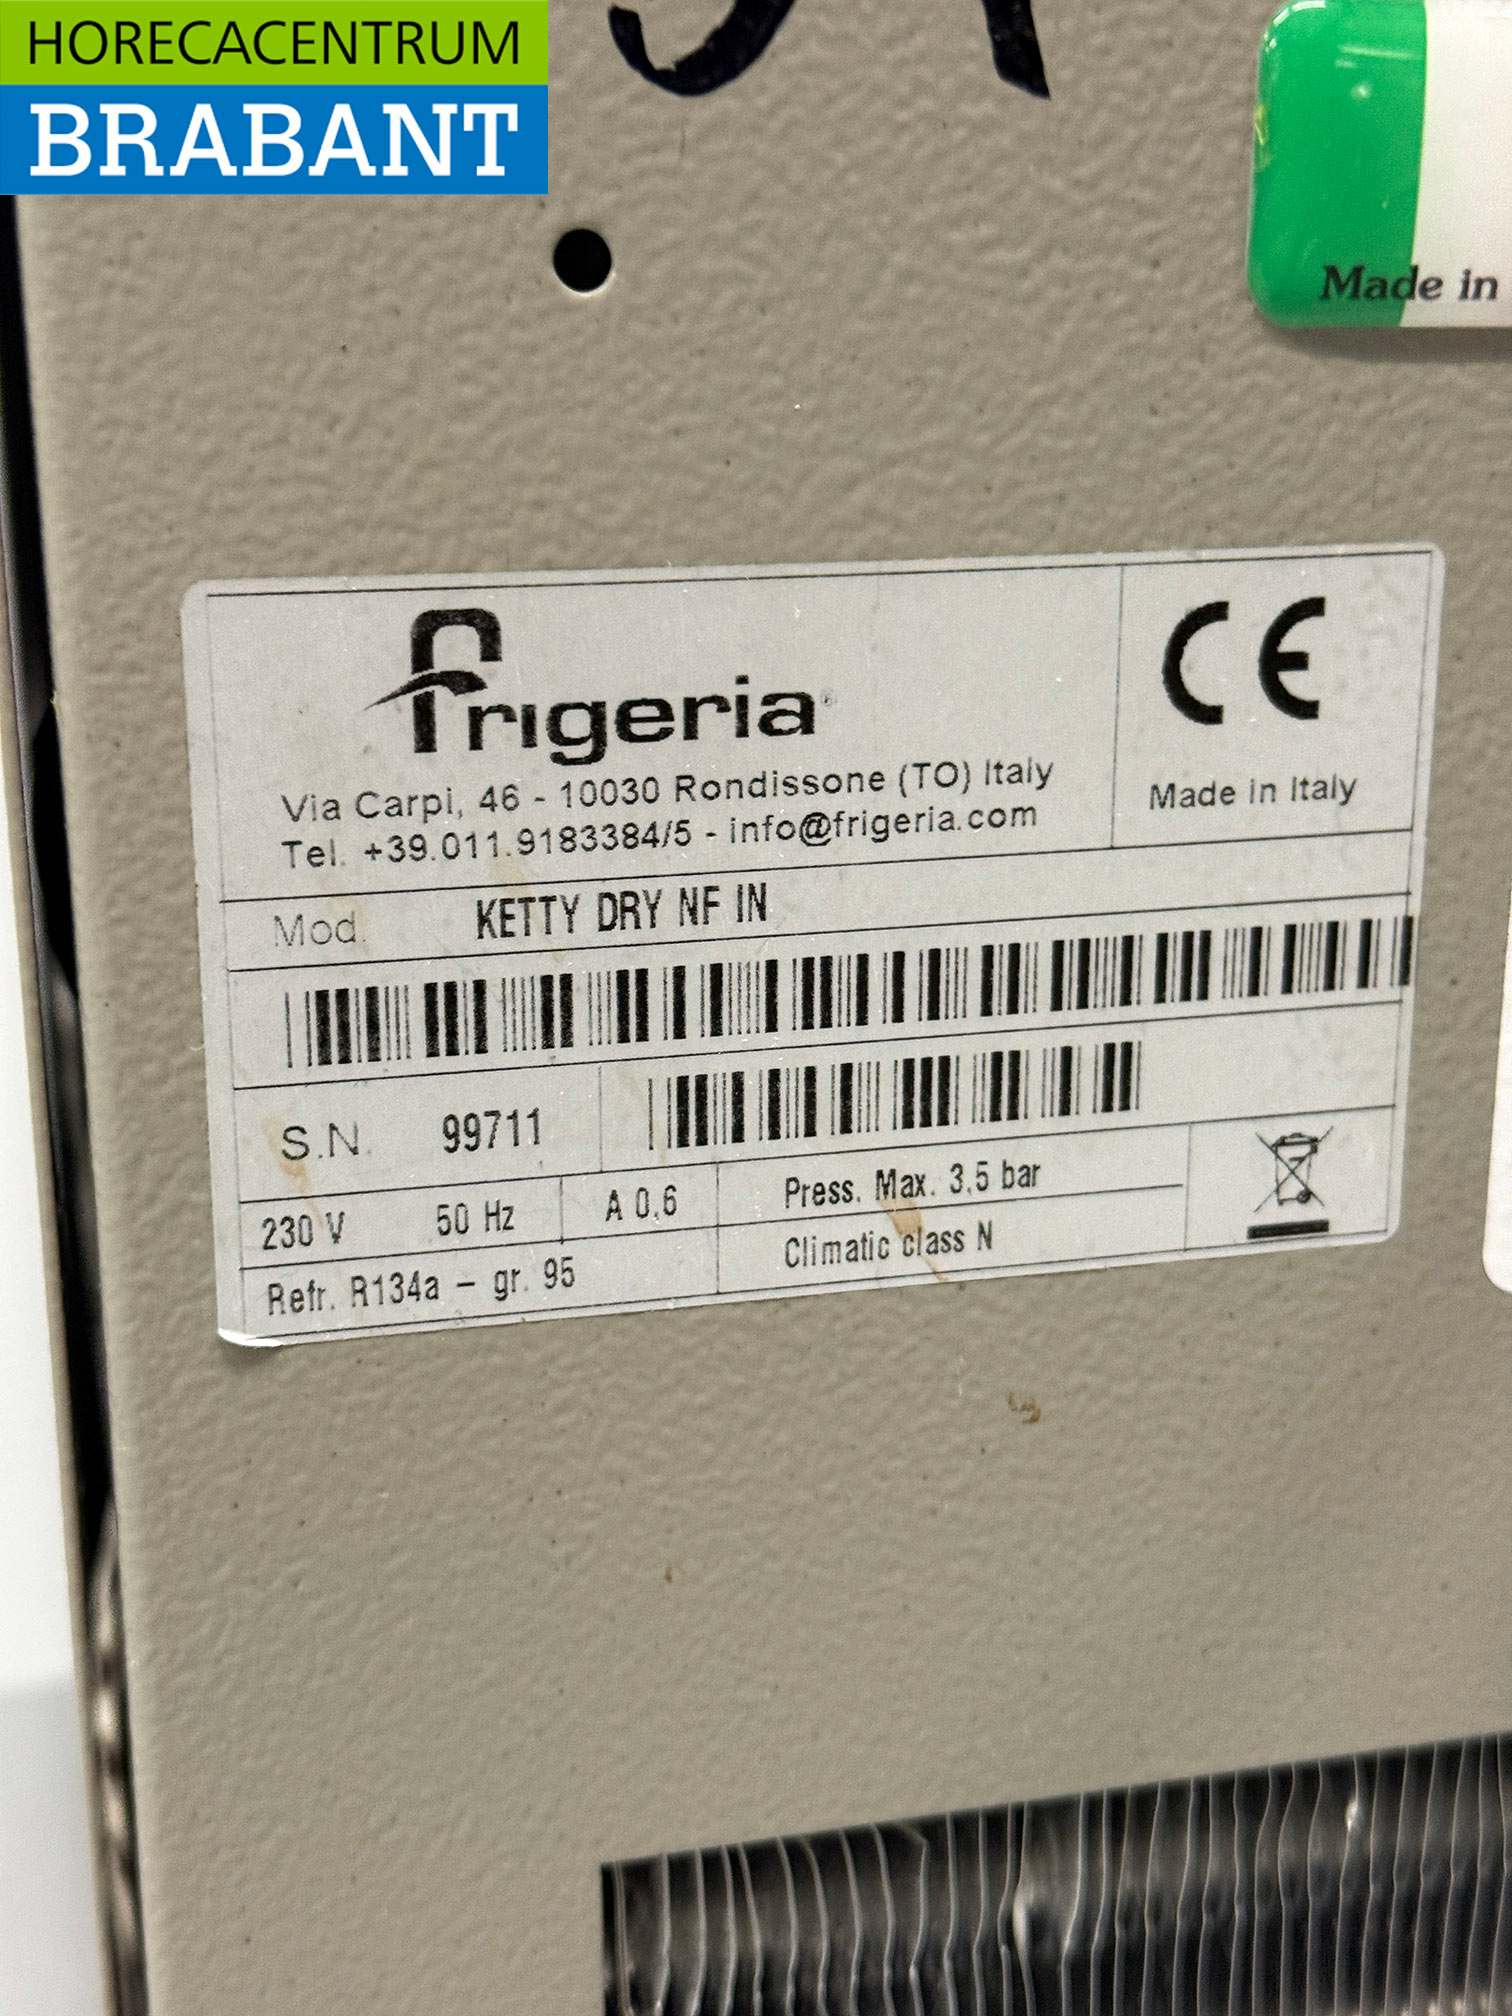 HORECACENTRUM
BRABANT
Made in
frigeria
Via Carpi, 46 - 10030 Rondissone (TO) Italy
Tel. +39.011.9183384/5 - info@frigeria.com
CE
Made in Italy
Mod. KETTY DRY NF IN
S.N. 99711
230 V 50 Hz A 0,6
Press. Max. 3,5 bar
Refr. R134a - gr. 95
Climatic class N